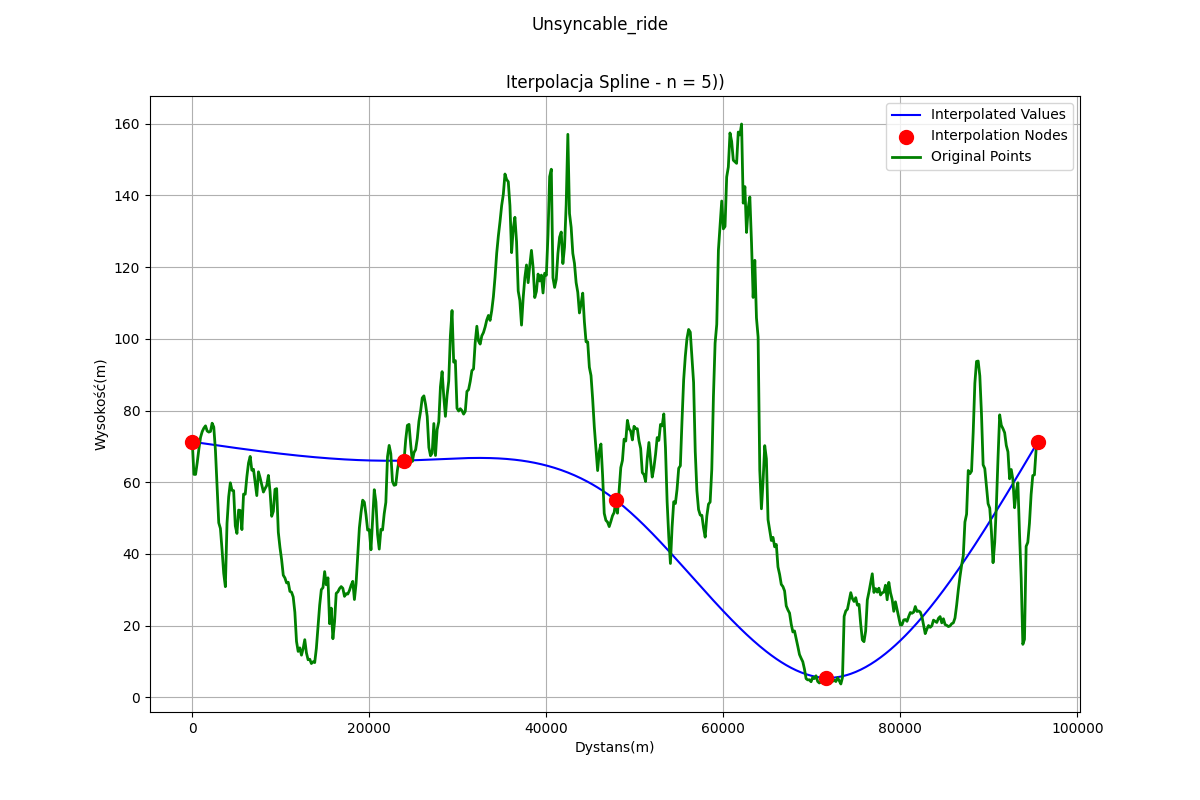 Unsyncable_ride
Iterpolacja Spline - n = 5))
Interpolated Values
Interpolation Nodes
Original Points
160
140
120
100
80
60
40
20
0
Wysokość(m)
0
20000
40000
60000
80000
100000
Dystans(m)